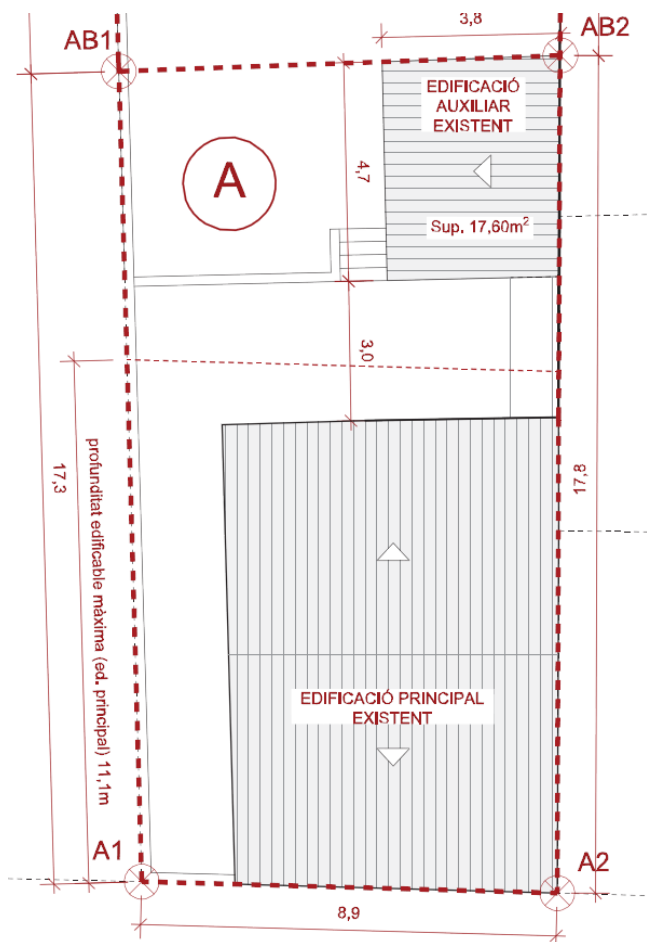 3,8
AB1
AB2
EDIFICACIÓ
AUXILIAR
EXISTENT
A
4,7
Sup. 17,60m²
3,0
17,3
profunditat edificable màxima (ed. principal) 11,1m
17,8
EDIFICACIÓ PRINCIPAL
EXISTENT
A1
A2
8,9